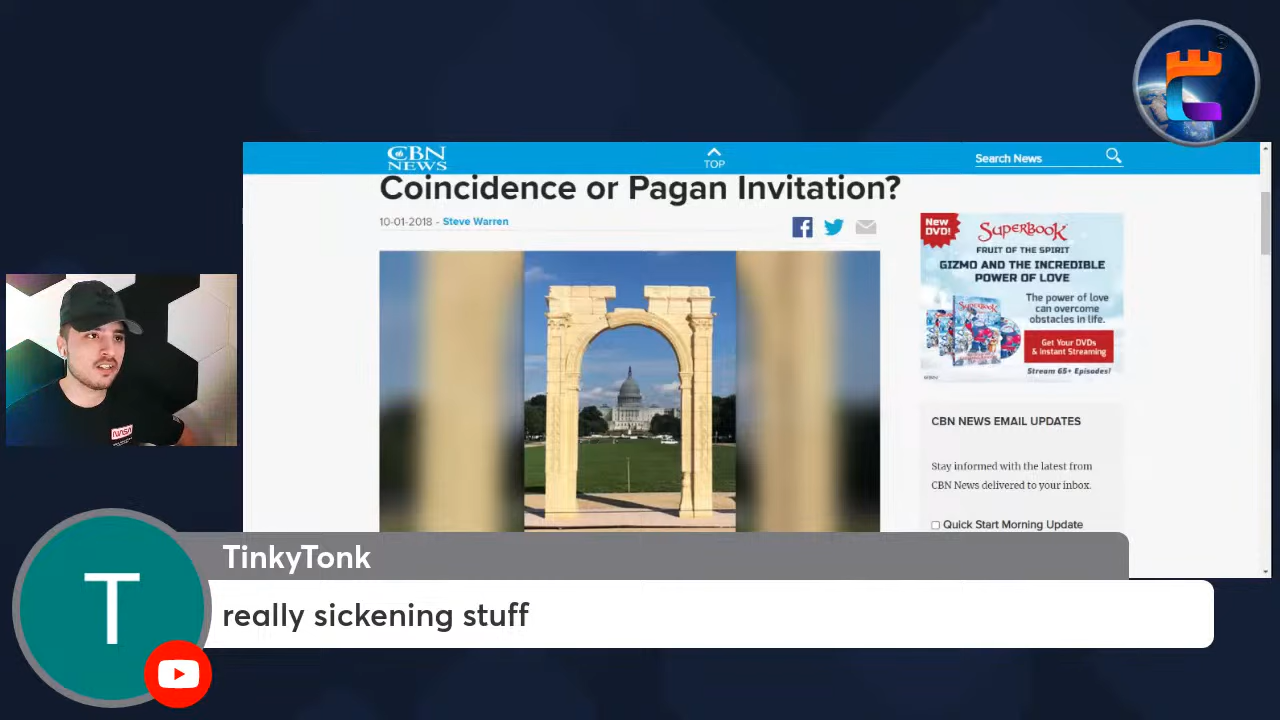 CBN
NEWS
TOP
Search News
Coincidence or Pagan Invitation?
10-01-2018 - Steve Warren
New
DVD!
SUPERBOOK
FRUIT OF THE SPIRIT
GIZMO AND THE INCREDIBLE
POWER OF LOVE
The power of love
can overcome
obstacles in life.
Get Your DVDs
& Instant Streaming
Stream 65+ Episodes!
NASA
CBN NEWS EMAIL UPDATES
Stay informed with the latest from
CBN News delivered to your inbox.
Quick Start Morning Update
T
TinkyTonk
really sickening stuff